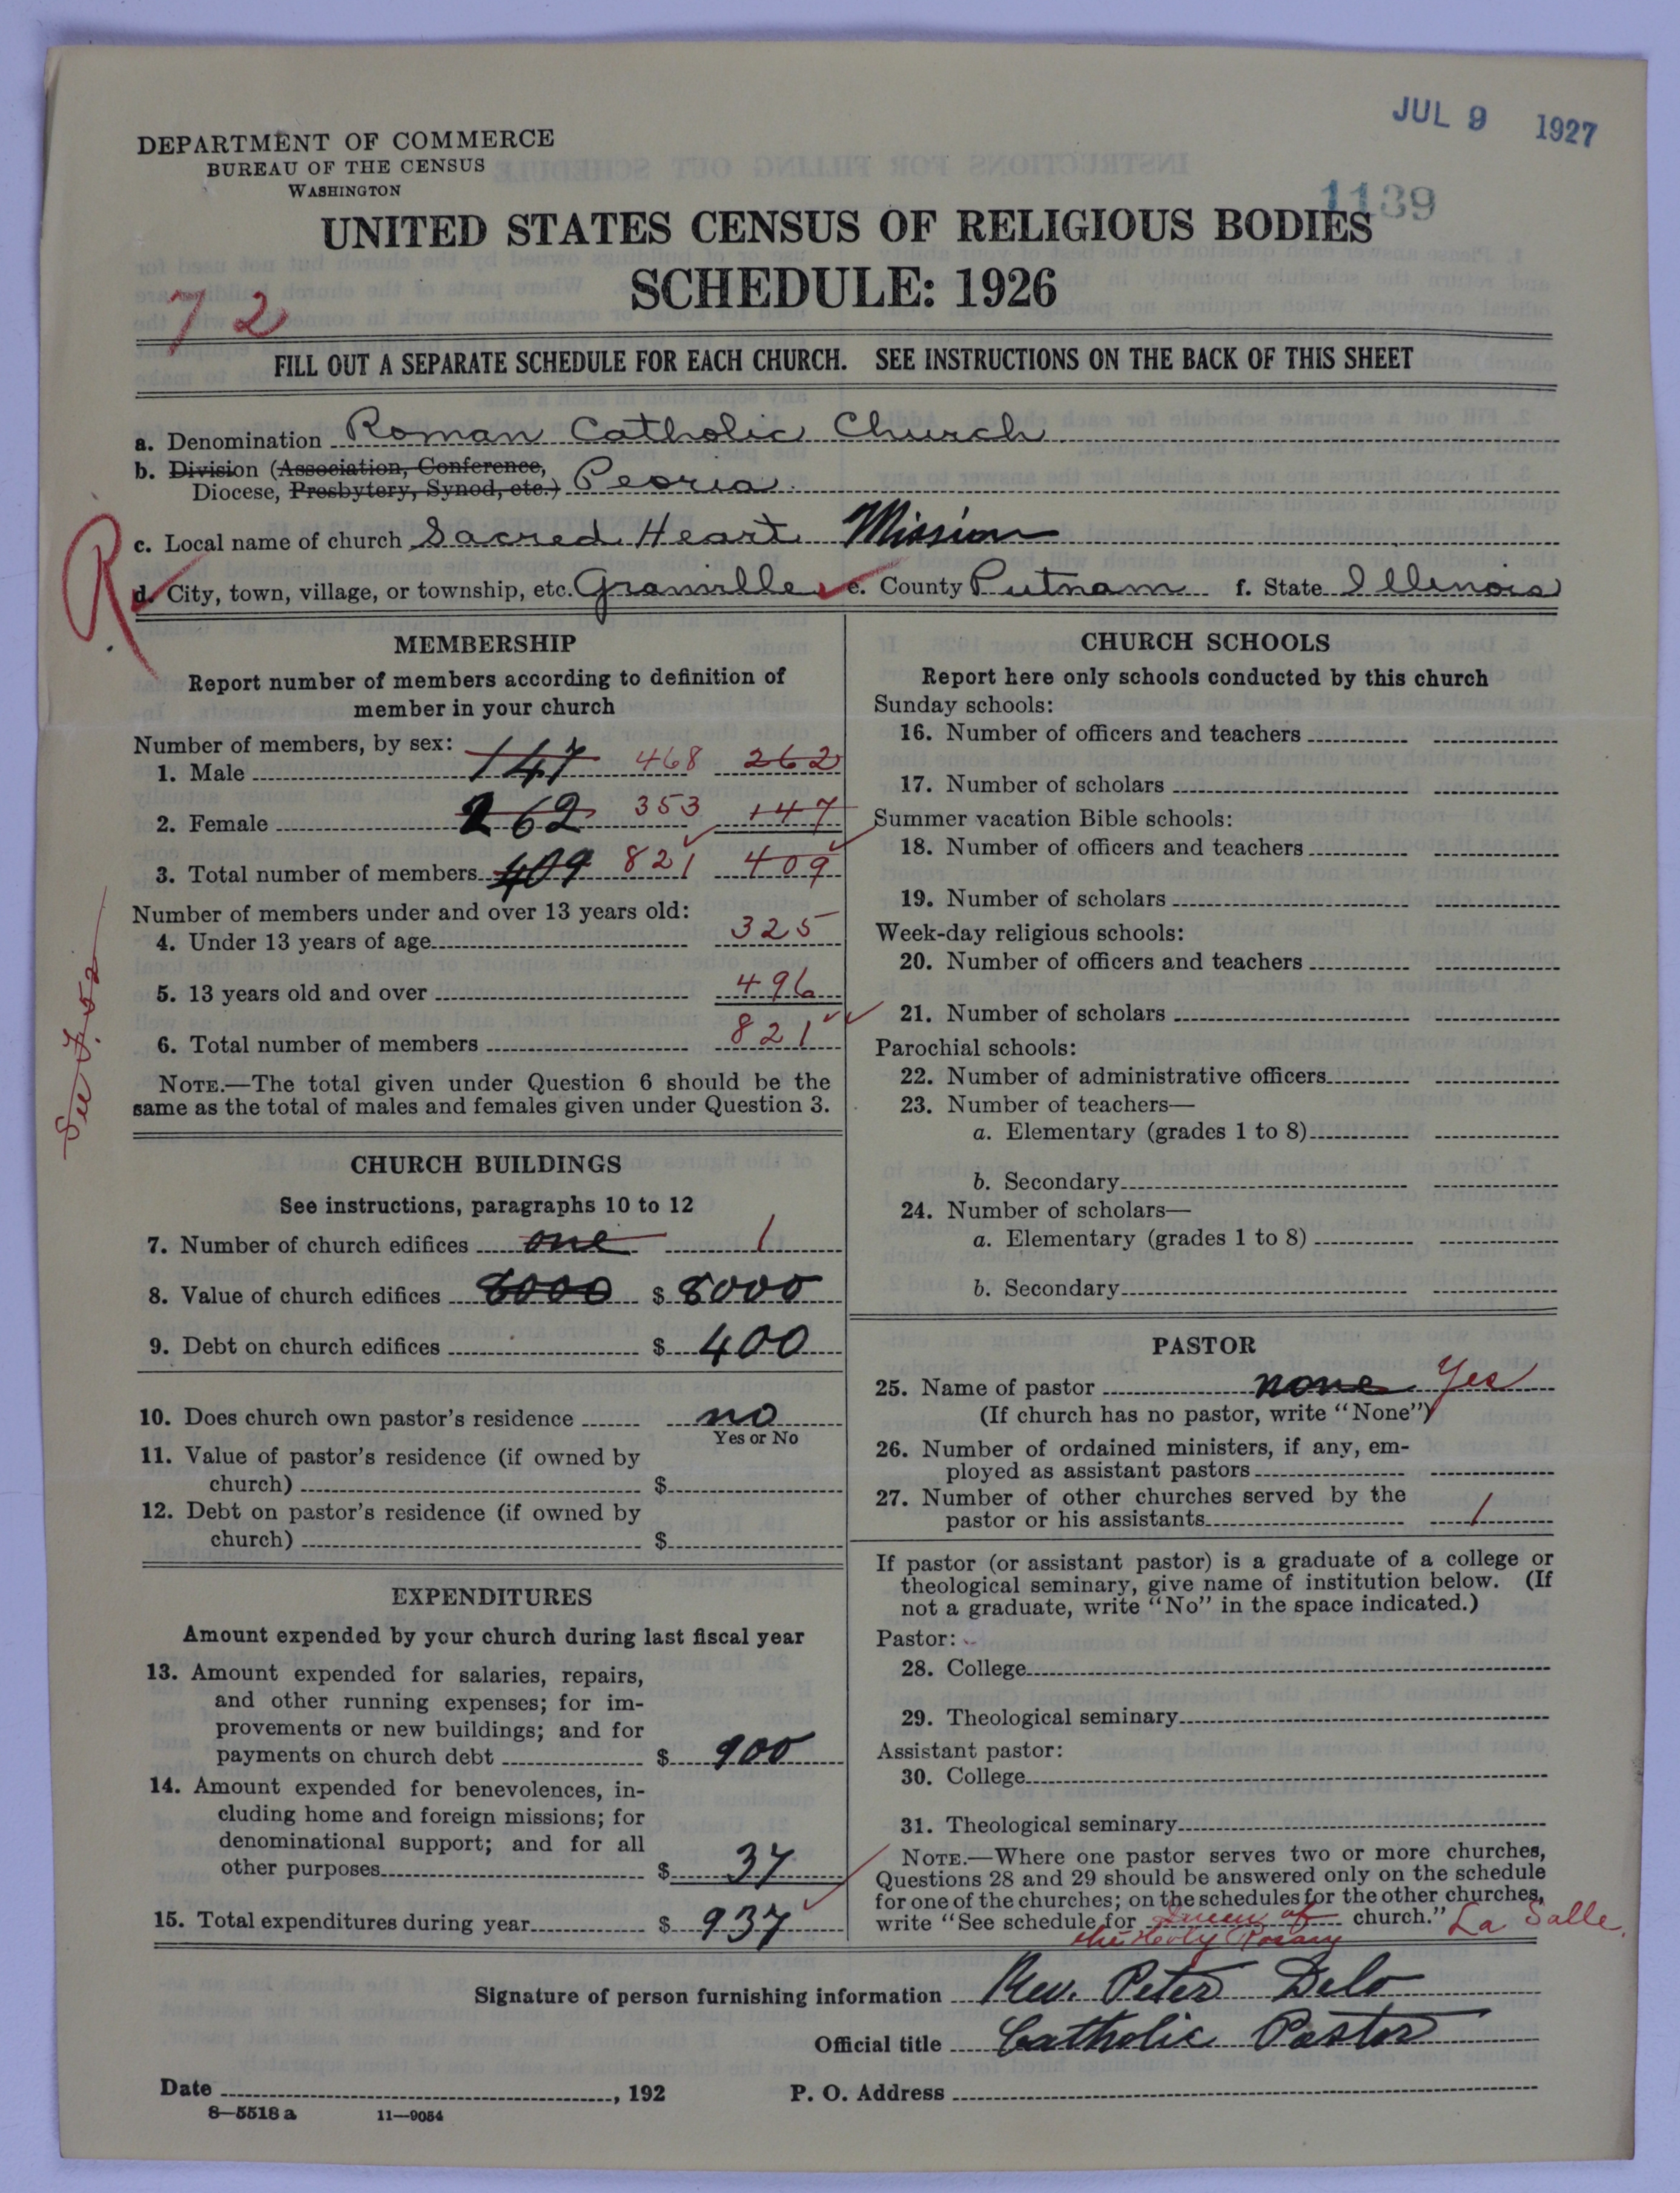 JUL 9 1927
DEPARTMENT OF COMMERCE
BUREAU OF THE CENSUS
WASHINGTON
1139
UNITED STATES CENSUS OF RELIGIOUS BODIES
SCHEDULE: 1926
72
FILL OUT A SEPARATE SCHEDULE FOR EACH CHURCH. SEE INSTRUCTIONS ON THE BACK OF THIS SHEET
a. Denomination Roman Catholic Church
b. Division (Association, Conference,
Diocese, Presbytery, Synod, etc.) Peoria
R
c. Local name of church Sacred Heart Mission
d. City, town, village, or township, etc. Granville e. County Putnam f. State Illinois
MEMBERSHIP
Report number of members according to definition of
member in your church
Number of members, by sex:
1. Male 147 468 262
2. Female 262 353 147
3. Total number of members 409 821 409
Number of members under and over 13 years old:
4. Under 13 years of age 325
5. 13 years old and over 496
6. Total number of members 821
NOTE.—The total given under Question 6 should be the
same as the total of males and females given under Question 3.
CHURCH BUILDINGS
See instructions, paragraphs 10 to 12
7. Number of church edifices one 1
8. Value of church edifices 8000 $ 8000
9. Debt on church edifices $ 400
10. Does church own pastor's residence no
Yes or No
11. Value of pastor's residence (if owned by
church) $
12. Debt on pastor's residence (if owned by
church) $
EXPENDITURES
Amount expended by your church during last fiscal year
13. Amount expended for salaries, repairs,
and other running expenses; for im-
provements or new buildings; and for
payments on church debt $ 900
14. Amount expended for benevolences, in-
cluding home and foreign missions; for
denominational support; and for all
other purposes $ 37
15. Total expenditures during year $ 937
CHURCH SCHOOLS
Report here only schools conducted by this church
Sunday schools:
16. Number of officers and teachers
17. Number of scholars
Summer vacation Bible schools:
18. Number of officers and teachers
19. Number of scholars
Week-day religious schools:
20. Number of officers and teachers
21. Number of scholars
Parochial schools:
22. Number of administrative officers
23. Number of teachers—
a. Elementary (grades 1 to 8)
b. Secondary
24. Number of scholars—
a. Elementary (grades 1 to 8)
b. Secondary
PASTOR
25. Name of pastor none Yes
(If church has no pastor, write "None")
26. Number of ordained ministers, if any, em-
ployed as assistant pastors
27. Number of other churches served by the
pastor or his assistants 1
If pastor (or assistant pastor) is a graduate of a college or
theological seminary, give name of institution below. (If
not a graduate, write "No" in the space indicated.)
Pastor:
28. College
29. Theological seminary
Assistant pastor:
30. College
31. Theological seminary
NOTE.—Where one pastor serves two or more churches,
Questions 28 and 29 should be answered only on the schedule
for one of the churches; on the schedules for the other churches,
write "See schedule for Queen of church." La Salle
the Holy Rosary
Signature of person furnishing information Rev. Peter Delo
Official title Catholic Pastor
Date , 192 P. O. Address
8—5518 a 11—9054